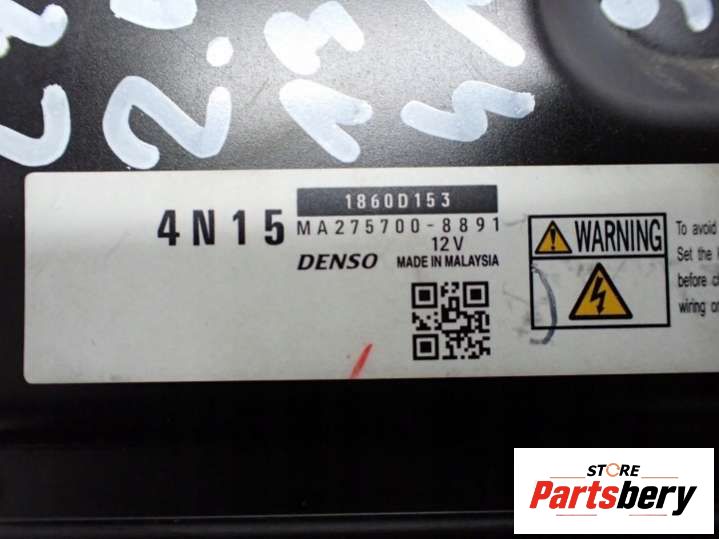 4N15
1860D153
MA275700-8891
12V
DENSO MADE IN MALAYSIA
WARNING
To avoid
Set the
before
wiring
STORE
Partsbery